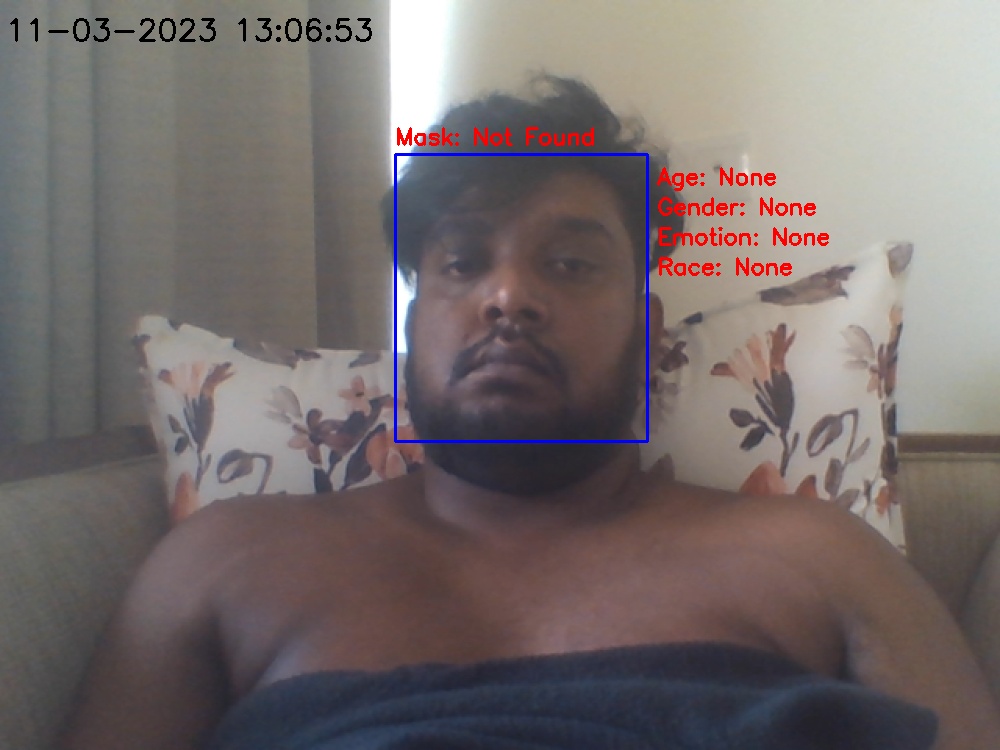 11-03-2023 13:06:53
Mask: Not Found
Age: None
Gender: None
Emotion: None
Race: None